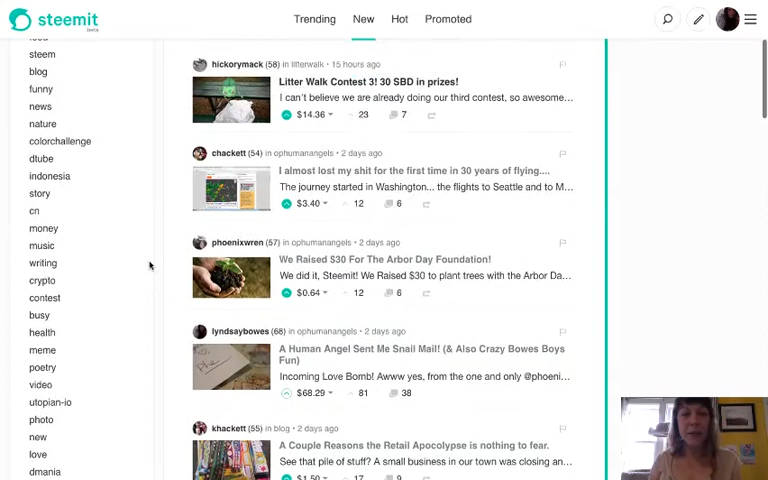 steemit
beta
Trending New Hot Promoted
steem
blog
funny
news
nature
colorchallenge
dtube
indonesia
story
cn
money
music
writing
crypto
contest
busy
health
meme
poetry
video
utopian-io
photo
new
love
dmania
hickorymack (58) in litterwalk • 15 hours ago
Litter Walk Contest 3! 30 SBD in prizes!
I can't believe we are already doing our third contest, so awesome…
$14.36 23 7
chackett (54) in ophumanangels • 2 days ago
I almost lost my shit for the first time in 30 years of flying....
The journey started in Washington... the flights to Seattle and to M…
$3.40 12 6
phoenixwren (57) in ophumanangels • 2 days ago
We Raised $30 For The Arbor Day Foundation!
We did it, Steemit! We Raised $30 to plant trees with the Arbor Da…
$0.64 12 6
lyndsaybowes (68) in ophumanangels • 2 days ago
A Human Angel Sent Me Snail Mail! (& Also Crazy Bowes Boys
Fun)
Incoming Love Bomb! Awww yes, from the one and only @phoeni…
$68.29 81 38
khackett (55) in blog • 2 days ago
A Couple Reasons the Retail Apocolypse is nothing to fear.
See that pile of stuff? A small business in our town was closing an…
$1.50 17 9